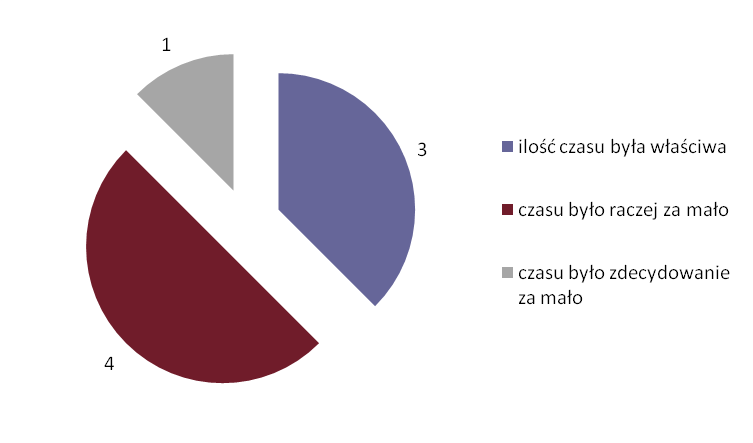 1
3
4
ilość czasu była właściwa
czasu było raczej za mało
czasu było zdecydowanie
za mało